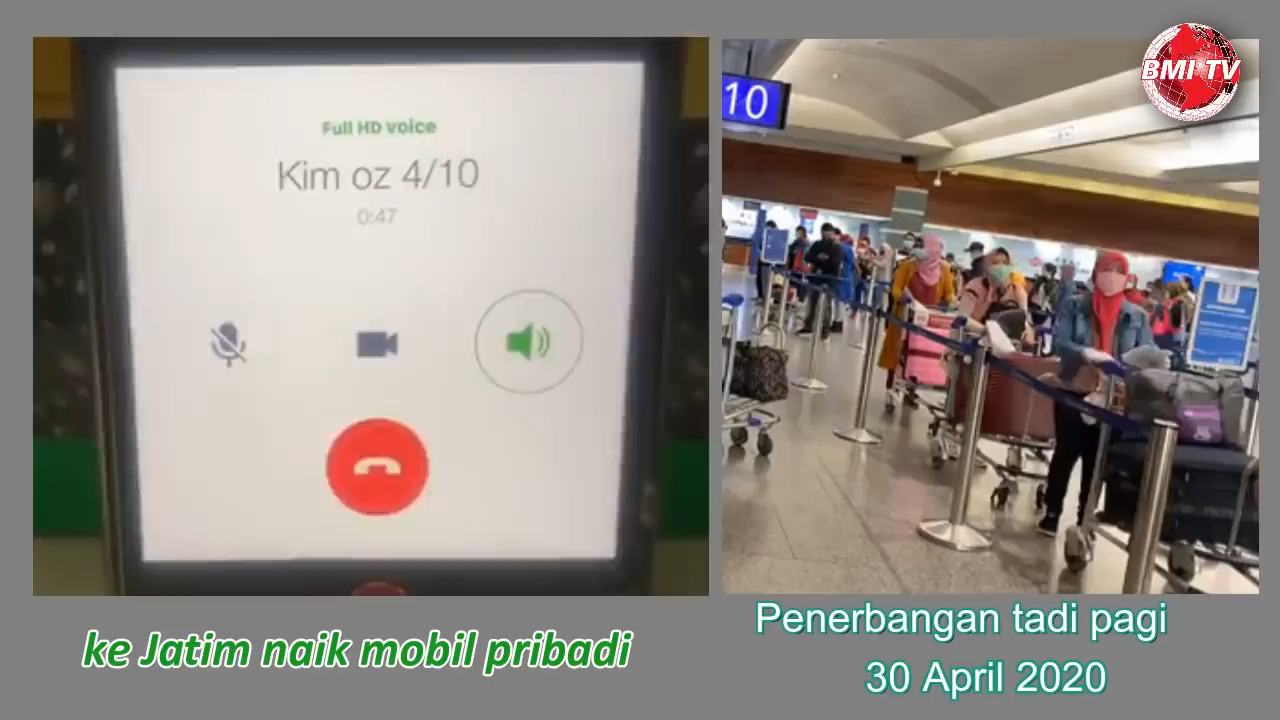 BMI TV
10
Full HD voice
Kim oz 4/10
0:47
ke Jatim naik mobil pribadi
Penerbangan tadi pagi
30 April 2020